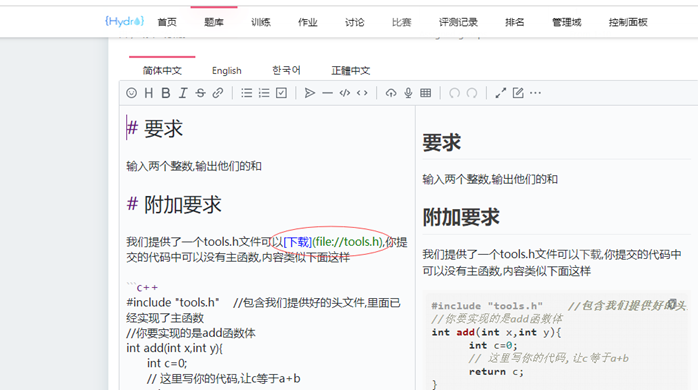 {Hydro} 首页 题库 训练 作业 讨论 比赛 评测记录 排名 管理域 控制面板
简体中文 English 한국어 正體中文
# 要求
输入两个整数,输出他们的和
# 附加要求
我们提供了一个tools.h文件可以[下载](file://tools.h),你提
交的代码中可以没有主函数,内容类似下面这样
```c++
#include "tools.h" //包含我们提供好的头文件,里面已
经实现了主函数
//你要实现的是add函数体
int add(int x,int y){
int c=0;
// 这里写你的代码,让c等于a+b
要求
输入两个整数,输出他们的和
附加要求
我们提供了一个tools.h文件可以下载,你提交的代码中
可以没有主函数,内容类似下面这样
#include "tools.h" //包含我们提供好的头
//你要实现的是add函数体
int add(int x,int y){
int c=0;
// 这里写你的代码,让c等于a+b
return c;
}